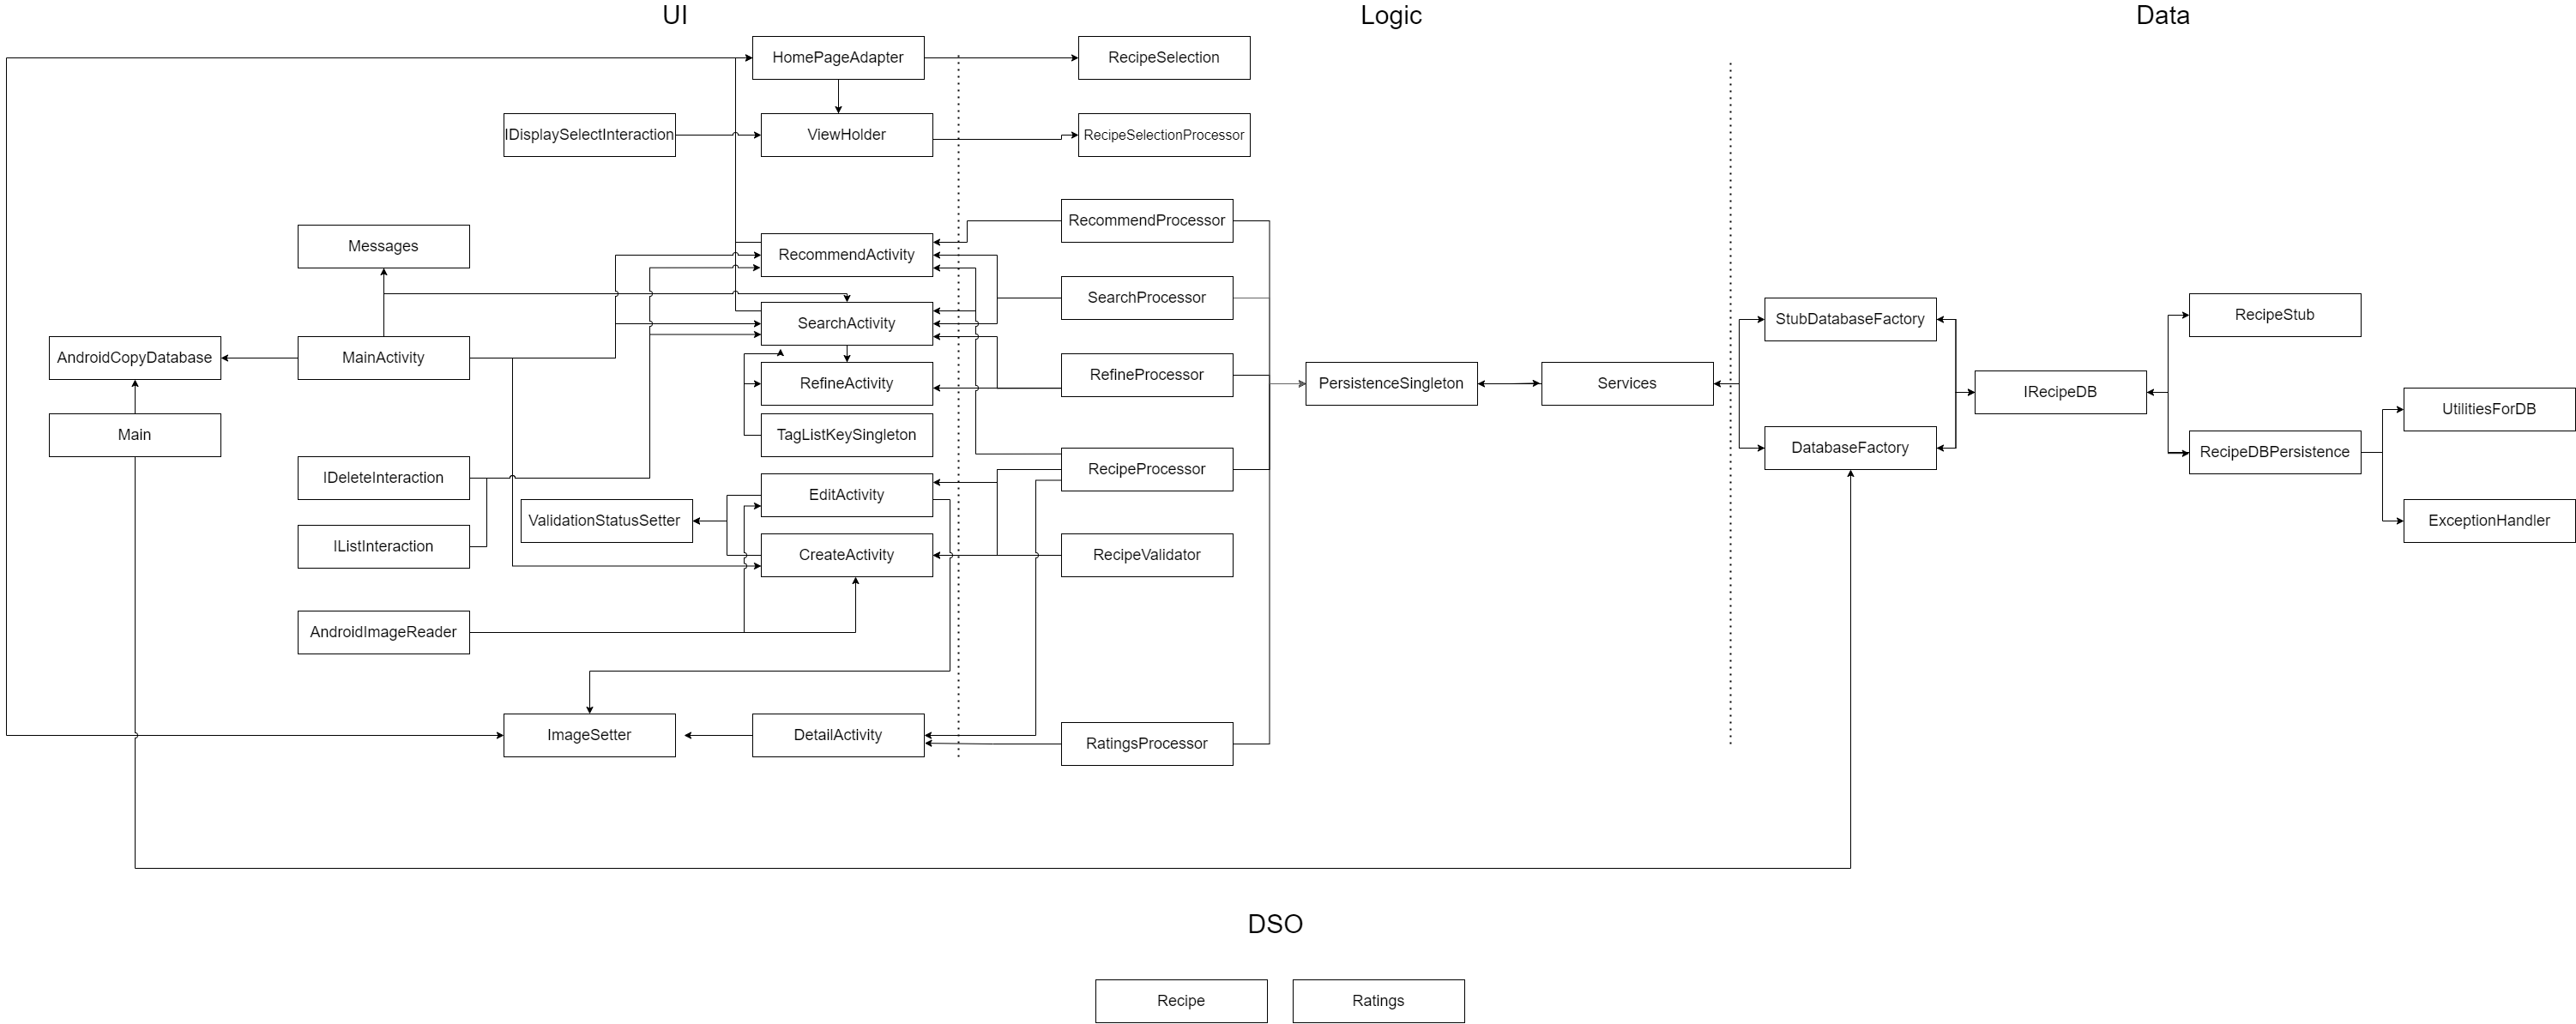 UI
Logic
Data
HomePageAdapter
RecipeSelection
IDisplaySelectInteraction
ViewHolder
RecipeSelectionProcessor
RecommendProcessor
Messages
RecommendActivity
SearchProcessor
StubDatabaseFactory
RecipeStub
SearchActivity
AndroidCopyDatabase
MainActivity
RefineProcessor
RefineActivity
PersistenceSingleton
Services
IRecipeDB
UtilitiesForDB
Main
TagListKeySingleton
DatabaseFactory
RecipeDBPersistence
IDeleteInteraction
RecipeProcessor
EditActivity
ValidationStatusSetter
ExceptionHandler
IListInteraction
CreateActivity
RecipeValidator
AndroidImageReader
ImageSetter
DetailActivity
RatingsProcessor
DSO
Recipe
Ratings